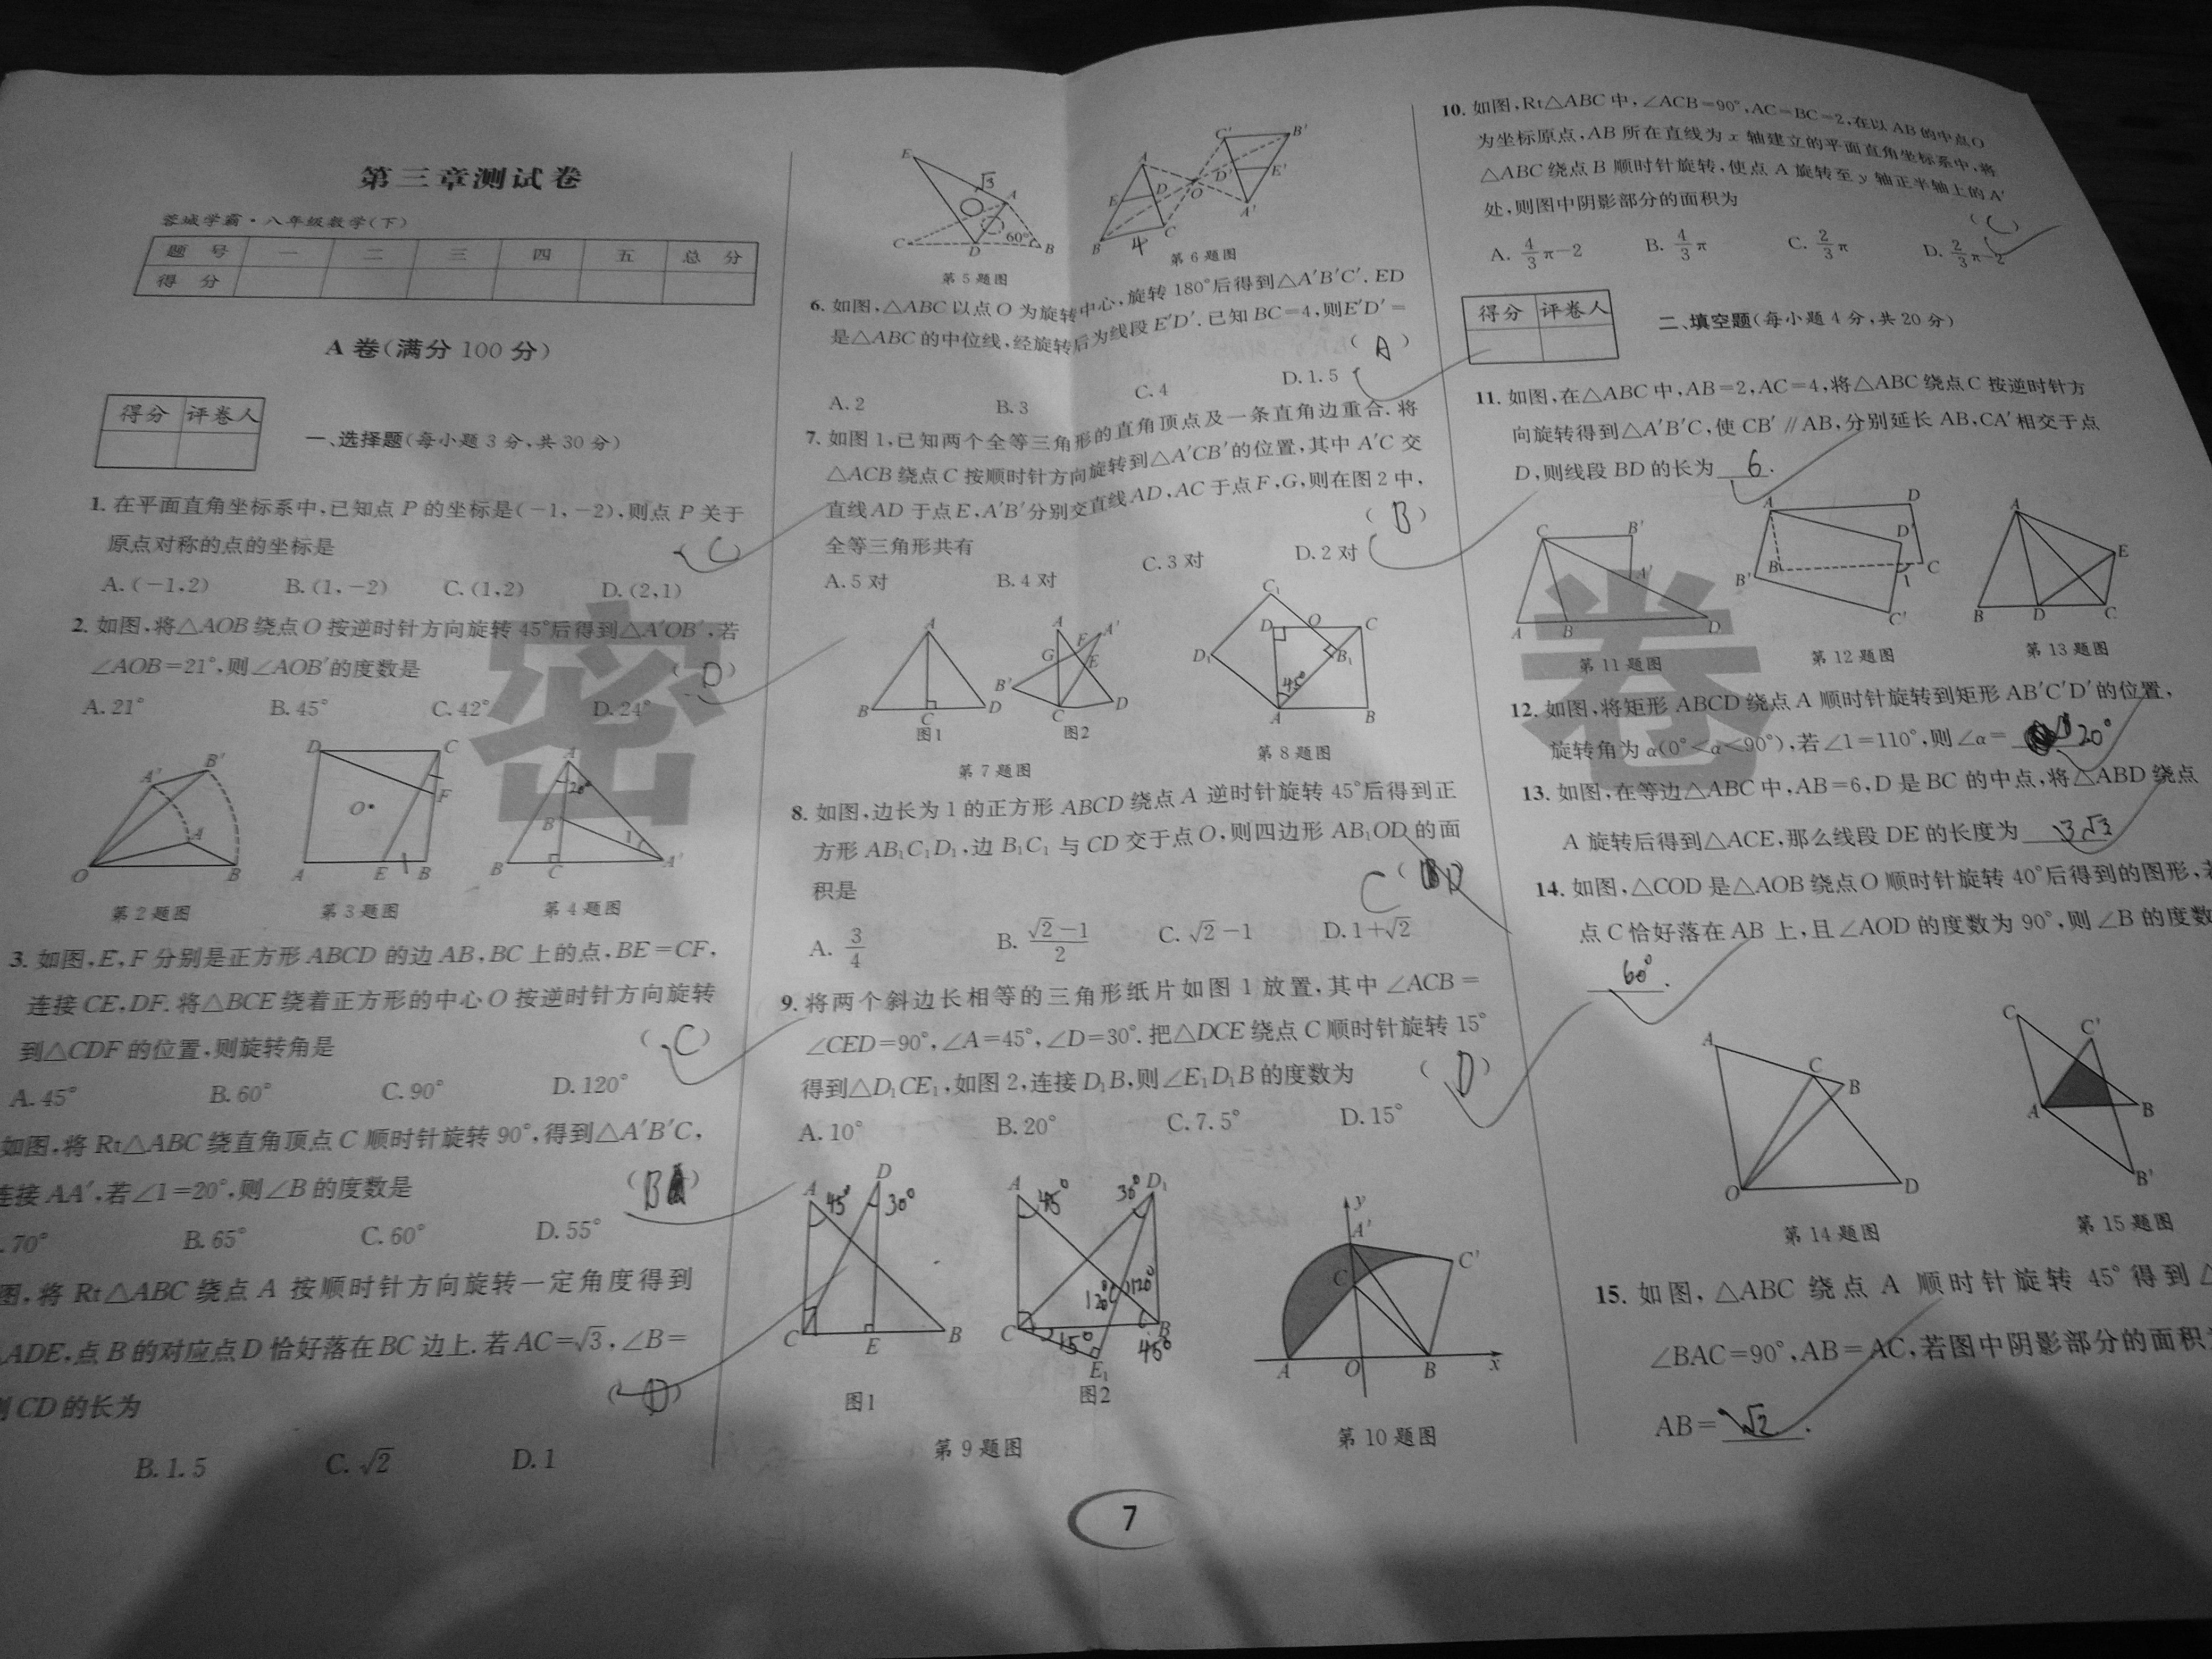 第三章测试卷
蓉城学霸·八年级数学(下)
题 号 一 二 三 四 五 总 分
得 分
A卷(满分100分)
得分 评卷人
一、选择题(每小题3分,共30分)
1. 在平面直角坐标系中,已知点P的坐标是(-1,-2),则点P关于
原点对称的点的坐标是 (C)
A.(-1,2) B.(1,-2) C.(1,2) D.(2,1)
2. 如图,将△AOB绕点O按逆时针方向旋转45°后得到△A′OB′,若
∠AOB=21°,则∠AOB′的度数是 (D)
A.21° B.45° C.42° D.24°
A′ B′ A O B
D C F O A E B
A 20° B 1 B C A′
第2题图 第3题图 第4题图
3. 如图,E,F分别是正方形ABCD的边AB,BC上的点,BE=CF,
连接CE,DF.将△BCE绕着正方形的中心O按逆时针方向旋转
到△CDF的位置,则旋转角是 (C)
A.45° B.60° C.90° D.120°
如图,将Rt△ABC绕直角顶点C顺时针旋转90°,得到△A′B′C,
连接AA′,若∠1=20°,则∠B的度数是 (B)
.70° B.65° C.60° D.55°
图,将Rt△ABC绕点A按顺时针方向旋转一定角度得到
ADE,点B的对应点D恰好落在BC边上.若AC=√3,∠B=
CD的长为 (D)
B.1.5 C.√2 D.1
E √3 A C D 60° B
第5题图
C′ B′ A E D O D′ E′ A′ B 4 C
第6题图
6. 如图,△ABC以点O为旋转中心,旋转180°后得到△A′B′C′.ED
是△ABC的中位线,经旋转后为线段E′D′.已知BC=4,则E′D′=
(A)
A.2 B.3 C.4 D.1.5
7. 如图1,已知两个全等三角形的直角顶点及一条直角边重合.将
△ACB绕点C按顺时针方向旋转到△A′CB′的位置,其中A′C交
直线AD于点E,A′B′分别交直线AD,AC于点F,G,则在图2中,
全等三角形共有 (B)
A.5对 B.4对 C.3对 D.2对
A B C D 图1
A F A′ G E B′ C D 图2
第7题图
C₁ D O C D₁ B₁ 45° A B
第8题图
8. 如图,边长为1的正方形ABCD绕点A逆时针旋转45°后得到正
方形AB₁C₁D₁,边B₁C₁与CD交于点O,则四边形AB₁OD的面
积是 C
A. 3/4 B. (√2-1)/2 C. √2-1 D. 1+√2
9. 将两个斜边长相等的三角形纸片如图1放置,其中∠ACB=
∠CED=90°,∠A=45°,∠D=30°.把△DCE绕点C顺时针旋转15°
得到△D₁CE₁,如图2,连接D₁B,则∠E₁D₁B的度数为 (D)
A.10° B.20° C.7.5° D.15°
A 45° D 30° C E B 图1
A 45° 30° D₁ 120° 120° C 15° B 45° E₁ 图2
第9题图
y A′ C C′ A O B x
第10题图
10. 如图,Rt△ABC中,∠ACB=90°,AC=BC=2,在以AB的中点O
为坐标原点,AB所在直线为x轴建立的平面直角坐标系中,将
△ABC绕点B顺时针旋转,使点A旋转至y轴正半轴上的A′
处,则图中阴影部分的面积为 (C)
A. 4/3π-2 B. 4/3π C. 2/3π D. 2/3π-2
得分 评卷人
二、填空题(每小题4分,共20分)
11. 如图,在△ABC中,AB=2,AC=4,将△ABC绕点C按逆时针方
向旋转得到△A′B′C,使CB′∥AB,分别延长AB,CA′相交于点
D,则线段BD的长为 6 .
C B′ A′ A B D
第11题图
A D D′ B B′ 1 C C′
第12题图
A E B D C
第13题图
12. 如图,将矩形ABCD绕点A顺时针旋转到矩形AB′C′D′的位置,
旋转角为α(0°<α<90°),若∠1=110°,则∠α= 20°
13. 如图,在等边△ABC中,AB=6,D是BC的中点,将△ABD绕点
A旋转后得到△ACE,那么线段DE的长度为 3√3
14. 如图,△COD是△AOB绕点O顺时针旋转40°后得到的图形,若
点C恰好落在AB上,且∠AOD的度数为90°,则∠B的度数
60° .
A C B O D
第14题图
C C′ A B B′
第15题图
15. 如图,△ABC绕点A顺时针旋转45°得到△
∠BAC=90°,AB=AC,若图中阴影部分的面积
AB= √2 .
密 卷
7